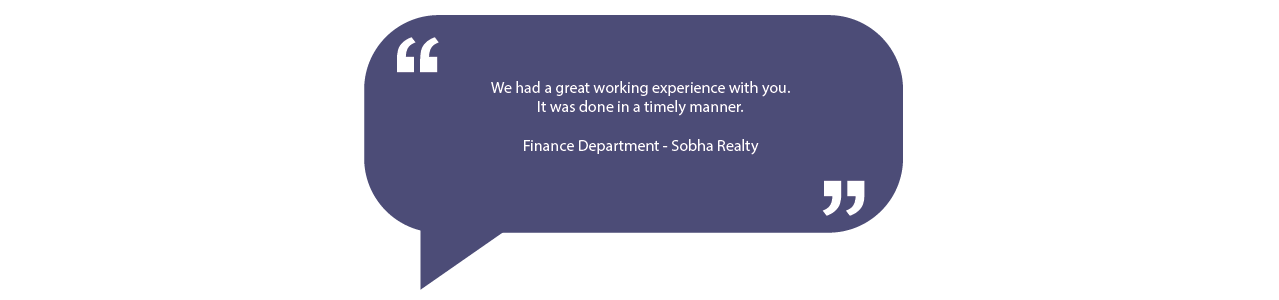 We had a great working experience with you.
It was done in a timely manner.
Finance Department - Sobha Realty